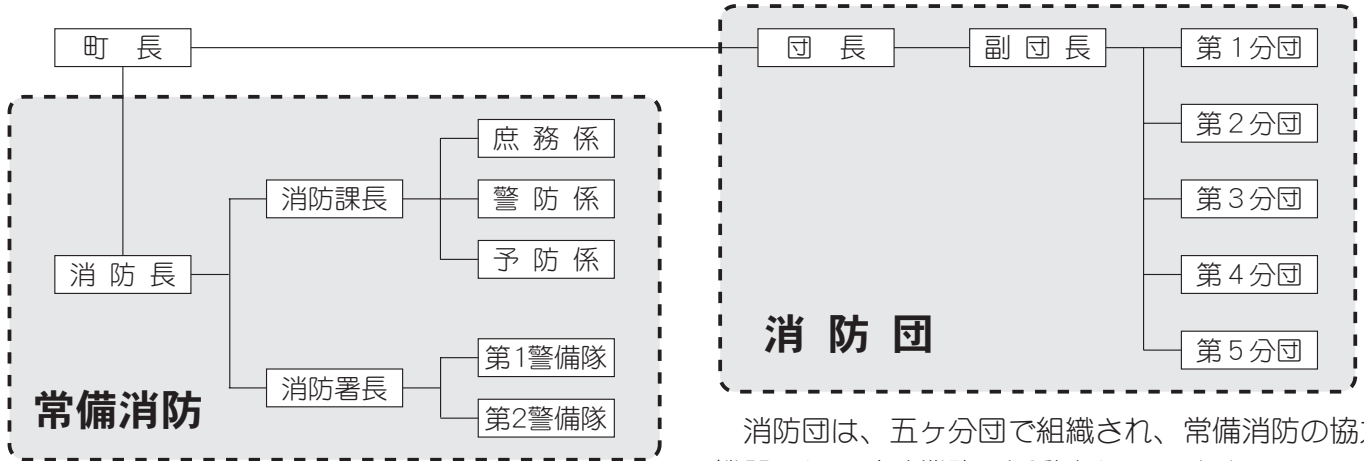 町長
団長
副団長
第1分団
第2分団
第3分団
第4分団
第5分団
消防団
消防長
消防課長
庶務係
警防係
予防係
消防署長
第1警備隊
第2警備隊
常備消防
消防団は、五ヶ分団で組織され、常備消防の協